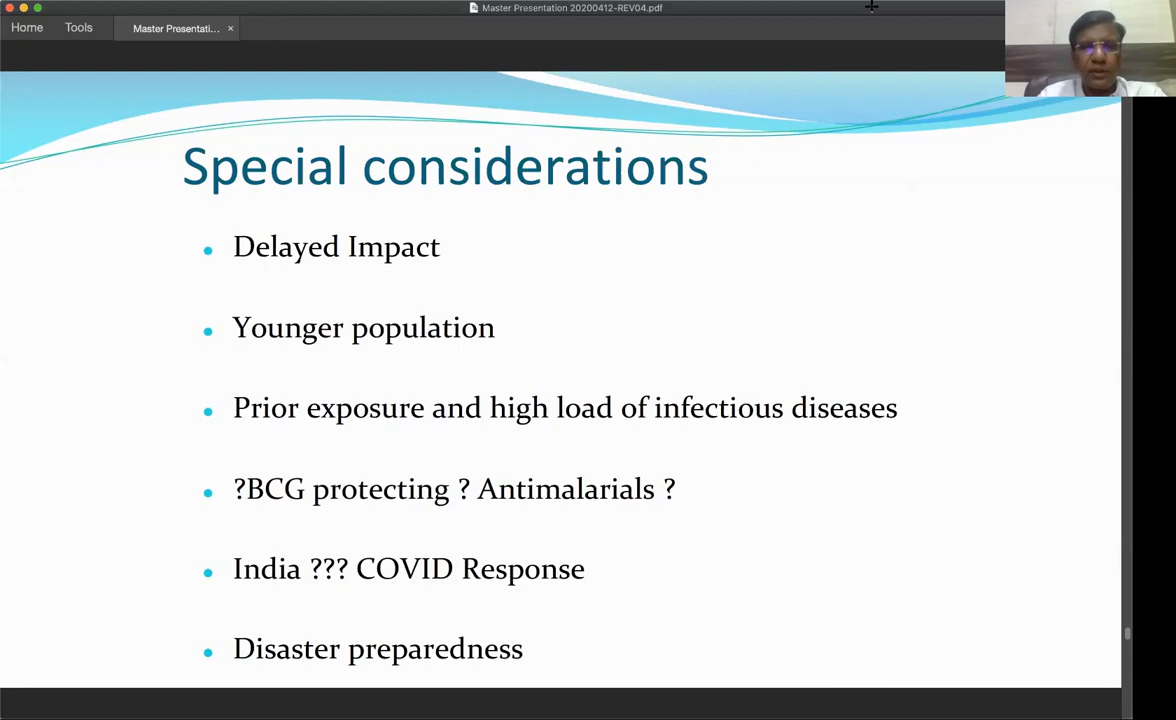 Master Presentation 20200412-REV04.pdf
Home Tools Master Presentati... ×
Special considerations
• Delayed Impact
• Younger population
• Prior exposure and high load of infectious diseases
• ?BCG protecting ? Antimalarials ?
• India ??? COVID Response
• Disaster preparedness